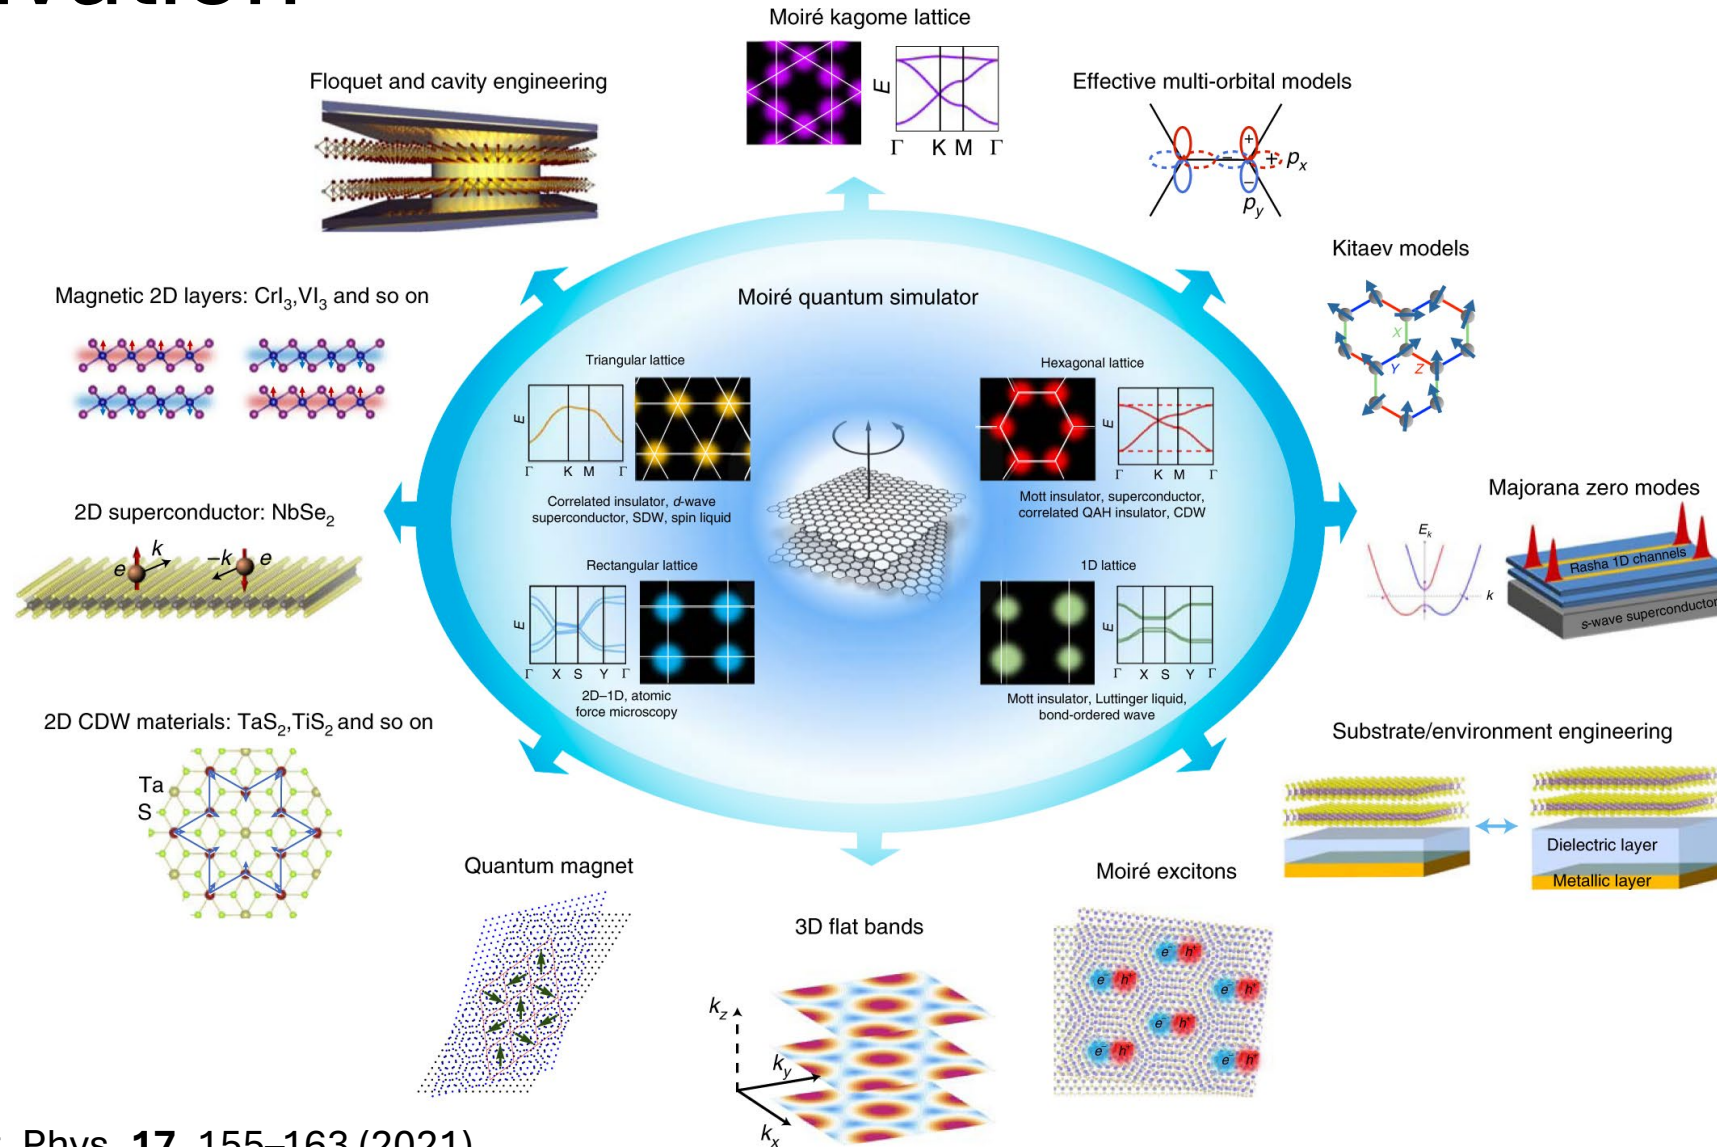 Moiré kagome lattice
E
Γ K M Γ
Floquet and cavity engineering
Effective multi-orbital models
+
− + pₓ
−
p_y
Kitaev models
X
Y Z
Magnetic 2D layers: CrI₃,VI₃ and so on
Moiré quantum simulator
Triangular lattice
E
Γ K M Γ
Correlated insulator, d-wave
superconductor, SDW, spin liquid
Hexagonal lattice
E
Γ K M Γ
Mott insulator, superconductor,
correlated QAH insulator, CDW
2D superconductor: NbSe₂
e k −k e
Majorana zero modes
Eₖ
k
Rasha 1D channels
s-wave superconductor
Rectangular lattice
E
Γ X S Y Γ
2D–1D, atomic
force microscopy
1D lattice
E
Γ X S Y Γ
Mott insulator, Luttinger liquid,
bond-ordered wave
2D CDW materials: TaS₂,TiS₂ and so on
Ta
S
Substrate/environment engineering
Dielectric layer
Metallic layer
Quantum magnet
3D flat bands
k_z
k_y
kₓ
Moiré excitons
e⁻ h⁺
e⁻ h⁺
e⁻ h⁺
e⁻ h⁺
e⁻ h⁺
e⁻ h⁺
Phys. 17, 155–163 (2021)